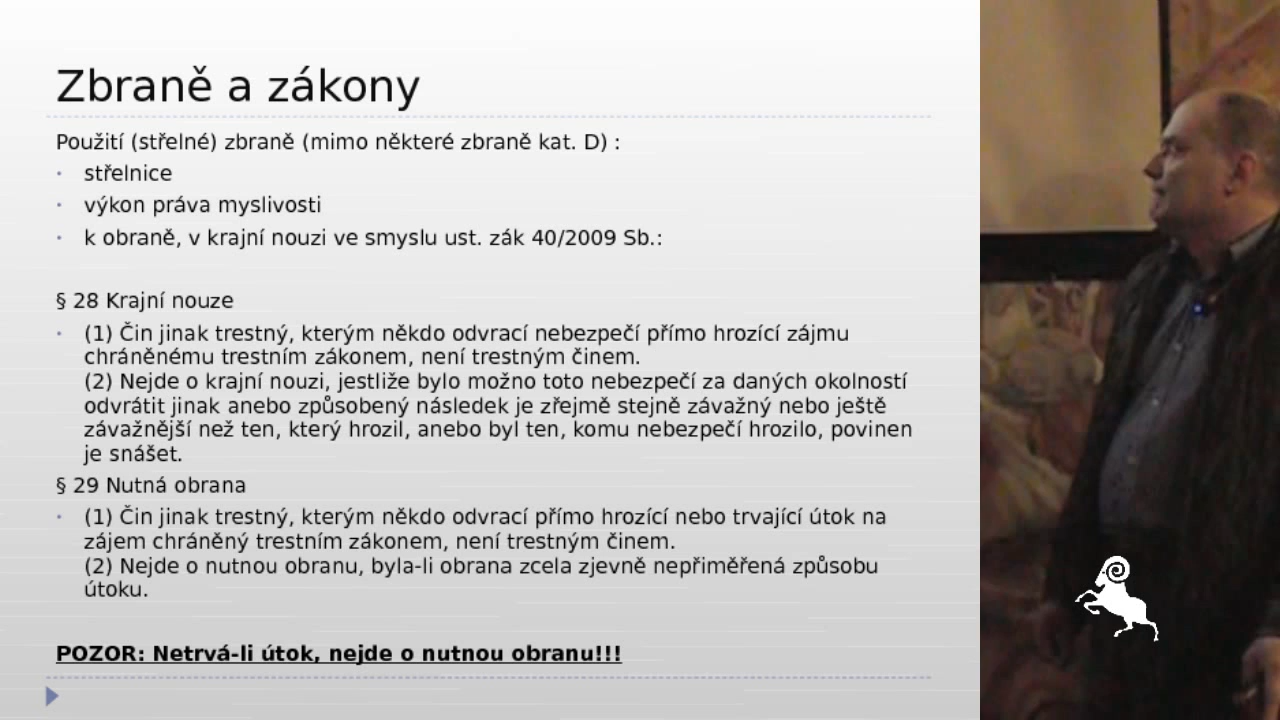 Zbraně a zákony
Použití (střelné) zbraně (mimo některé zbraně kat. D) :
střelnice
výkon práva myslivosti
k obraně, v krajní nouzi ve smyslu ust. zák 40/2009 Sb.:
§ 28 Krajní nouze
(1) Čin jinak trestný, kterým někdo odvrací nebezpečí přímo hrozící zájmu
chráněnému trestním zákonem, není trestným činem.
(2) Nejde o krajní nouzi, jestliže bylo možno toto nebezpečí za daných okolností
odvrátit jinak anebo způsobený následek je zřejmě stejně závažný nebo ještě
závažnější než ten, který hrozil, anebo byl ten, komu nebezpečí hrozilo, povinen
je snášet.
§ 29 Nutná obrana
(1) Čin jinak trestný, kterým někdo odvrací přímo hrozící nebo trvající útok na
zájem chráněný trestním zákonem, není trestným činem.
(2) Nejde o nutnou obranu, byla-li obrana zcela zjevně nepřiměřená způsobu
útoku.
POZOR: Netrvá-li útok, nejde o nutnou obranu!!!